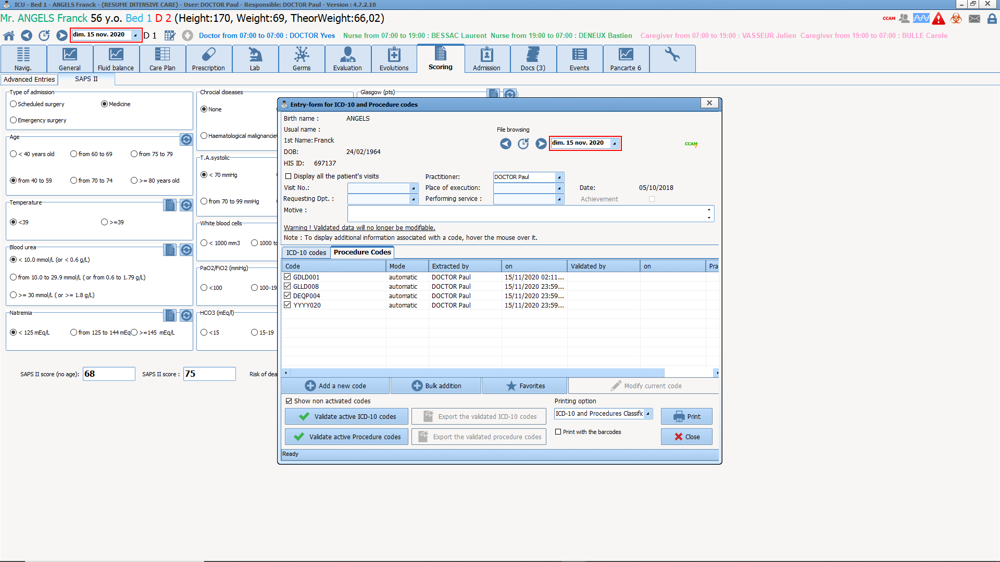 ICU - Bed 1 - ANGELS Franck - (RESUME INTENSIVE CARE) - User: DOCTOR Paul - Responsible: DOCTOR Paul - Version : 4.7.2.10
Mr. ANGELS Franck 56 y.o. Bed 1 D 2 (Height:170, Weight:69, TheorWeight:66,02)
CCAM
dim. 15 nov. 2020 D 1 Doctor from 07:00 to 07:00 : DOCTOR Yves Nurse from 07:00 to 19:00 : BESSAC Laurent Nurse from 19:00 to 07:00 : DENEUX Bastien Caregiver from 07:00 to 19:00 : VASSEUR Julien Caregiver from 19:00 to 07:00 : BULLE Carole
Navig. General Fluid balance Care Plan Prescription Lab Germs Evaluation Evolutions Scoring Admission Docs (3) Events Pancarte 6
Advanced Entries SAPS II
Type of admission
Scheduled surgery Medicine
Emergency surgery
Age
< 40 years old from 60 to 69 from 75 to 79
from 40 to 59 from 70 to 74 >= 80 years old
Temperature
<39 >=39
Blood urea
< 10.0 mmol/L (or < 0.6 g/L)
from 10.0 to 29.9 mmol/L ( or from 0.6 to 1.79 g/L)
>= 30 mmol/L ( or >= 1.8 g/L)
Natremia
< 125 mEq/L from 125 to 144 mEq >=145 mEq/L
Chrocial diseases
None
Haematological malignancie
T.A.systolic
< 70 mmHg
from 70 to 99 mmHg
White blood cells
< 1000 mm3 1000 to
PaO2/FiO2 (mmHg)
<100 100-19
HCO3 (mEq/l)
<15 15-19
Glasgow (pts)
SAPS II score (no age): 68 SAPS II score : 75 Risk of dea
Entry-form for ICD-10 and Procedure codes
Birth name : ANGELS
Usual name :
1st Name: Franck
DOB: 24/02/1964
HIS ID: 697137
File browsing
dim. 15 nov. 2020
CCAM
Display all the patient's visits Practitioner: DOCTOR Paul
Visit No.: Place of execution: Date: 05/10/2018
Requesting Dpt. : Performing service : Achievement
Motive :
Warning ! Validated data will no longer be modifiable.
Note : To display additional information associated with a code, hover the mouse over it.
ICD-10 codes Procedure Codes
Code Mode Extracted by on Validated by on Pra
GDLD001 automatic DOCTOR Paul 15/11/2020 02:11...
GLLD008 automatic DOCTOR Paul 15/11/2020 23:59...
DEQP004 automatic DOCTOR Paul 15/11/2020 23:59...
YYYY020 automatic DOCTOR Paul 15/11/2020 23:59...
Add a new code Bulk addition Favorites Modify current code
Show non activated codes Printing option
Validate active ICD-10 codes Export the validated ICD-10 codes ICD-10 and Procedures Classific Print
Validate active Procedure codes Export the validated procedure codes Print with the barcodes Close
Ready